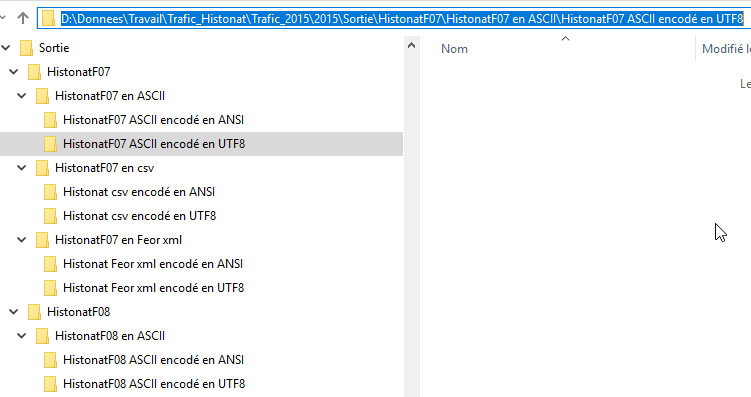 D:\Donnees\Travail\Trafic_Histonat\Trafic_2015\2015\Sortie\HistonatF07\HistonatF07 en ASCII\HistonatF07 ASCII encodé en UTF8
Sortie
HistonatF07
HistonatF07 en ASCII
HistonatF07 ASCII encodé en ANSI
HistonatF07 ASCII encodé en UTF8
HistonatF07 en csv
Histonat csv encodé en ANSI
Histonat csv encodé en UTF8
HistonatF07 en Feor xml
Histonat Feor xml encodé en ANSI
Histonat Feor xml encodé en UTF8
HistonatF08
HistonatF08 en ASCII
HistonatF08 ASCII encodé en ANSI
HistonatF08 ASCII encodé en UTF8
Nom
Modifié le
Le